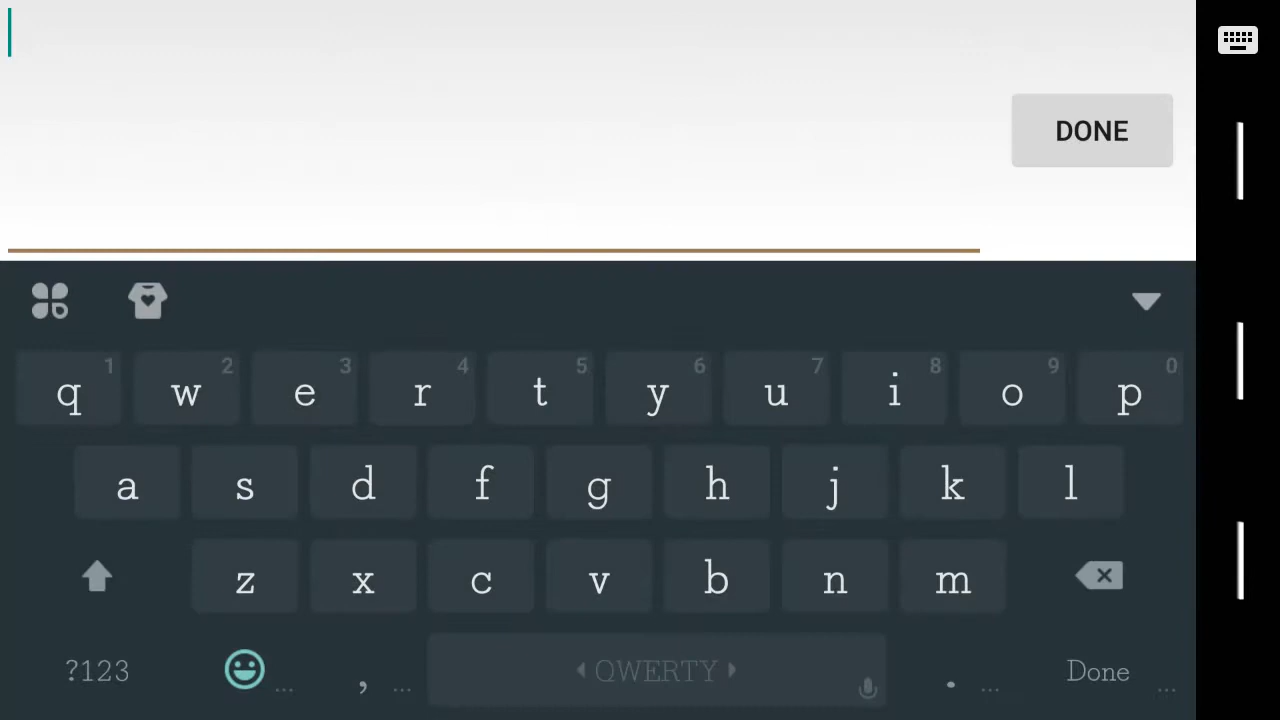 DONE
1 2 3 4 5 6 7 8 9 0
q w e r t y u i o p
a s d f g h j k l
z x c v b n m
?123 , QWERTY . Done